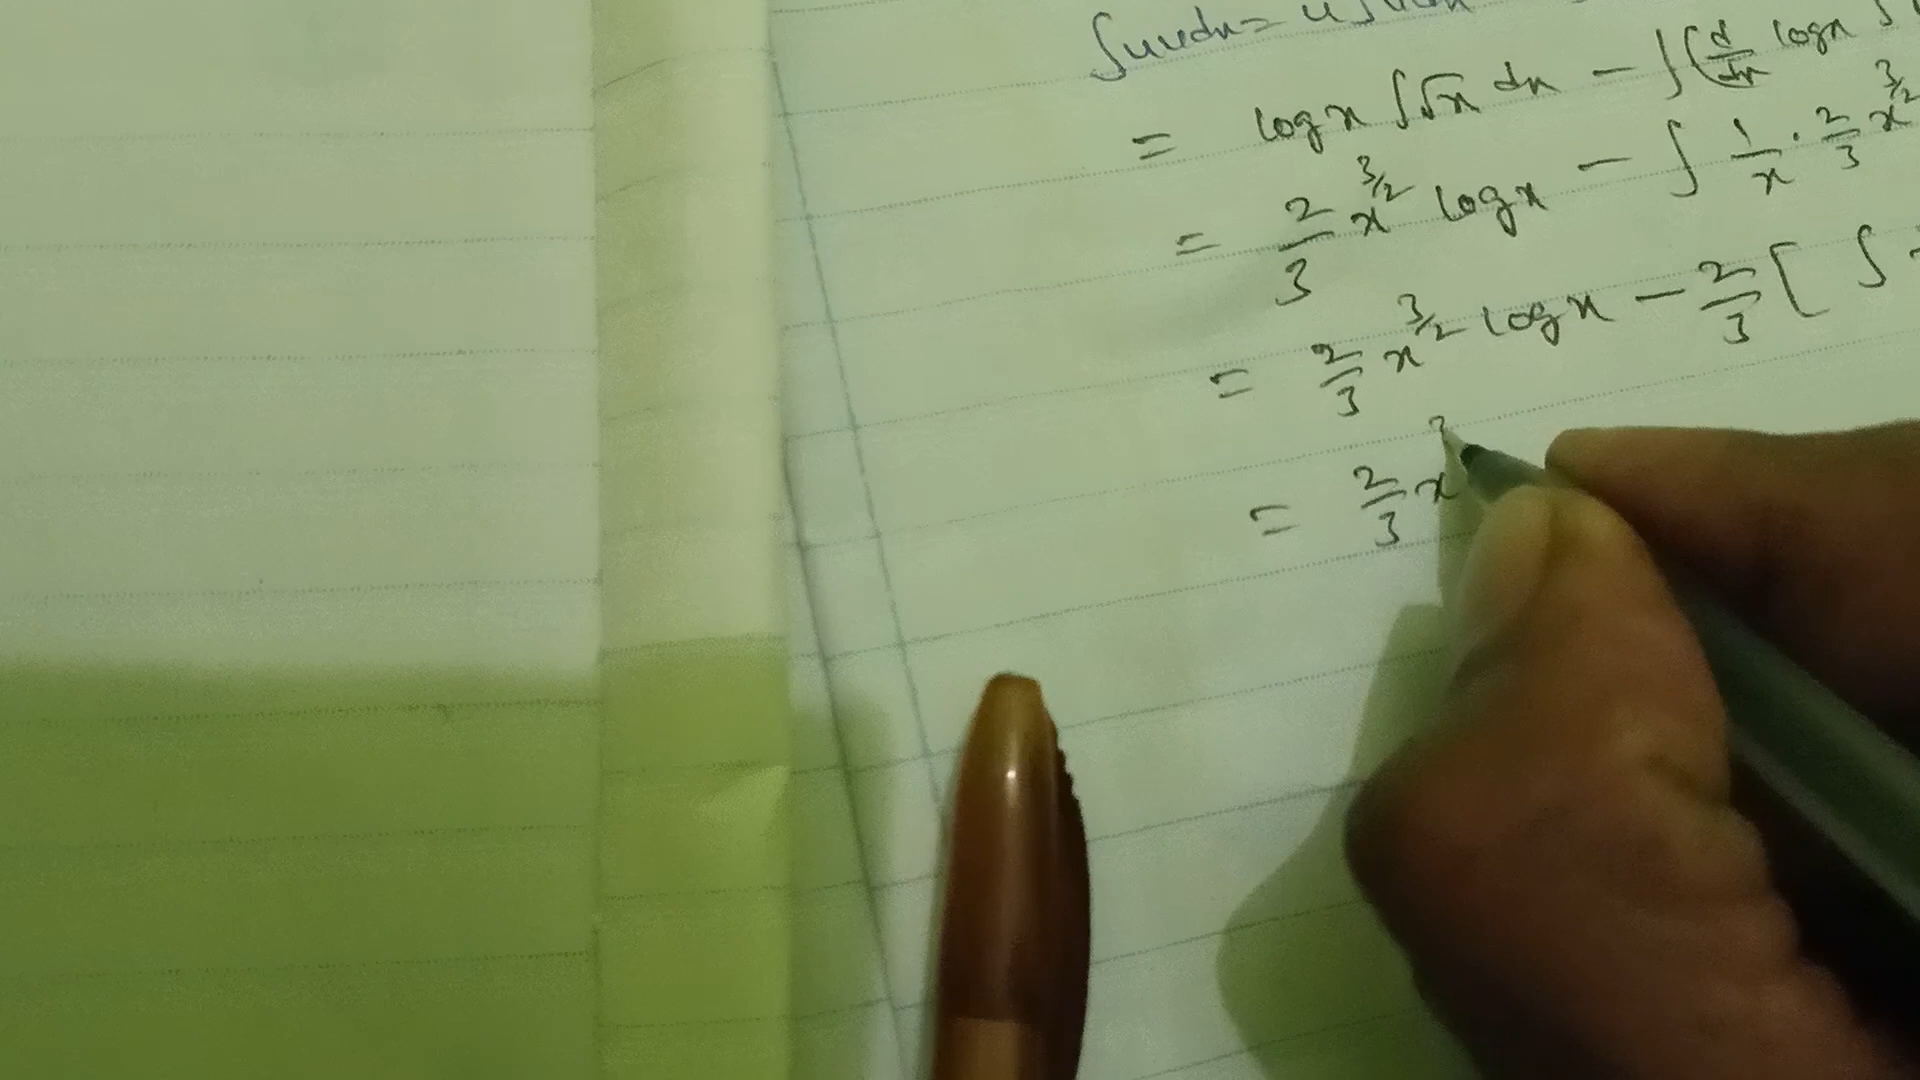 ∫uvdx = u∫
= log x ∫√x dx − ∫(d/dx log x ∫
= 2/3 x^3/2 log x − ∫ 1/x · 2/3 x^3/2
= 2/3 x^3/2 log x − 2/3 [ ∫
= 2/3 x^3